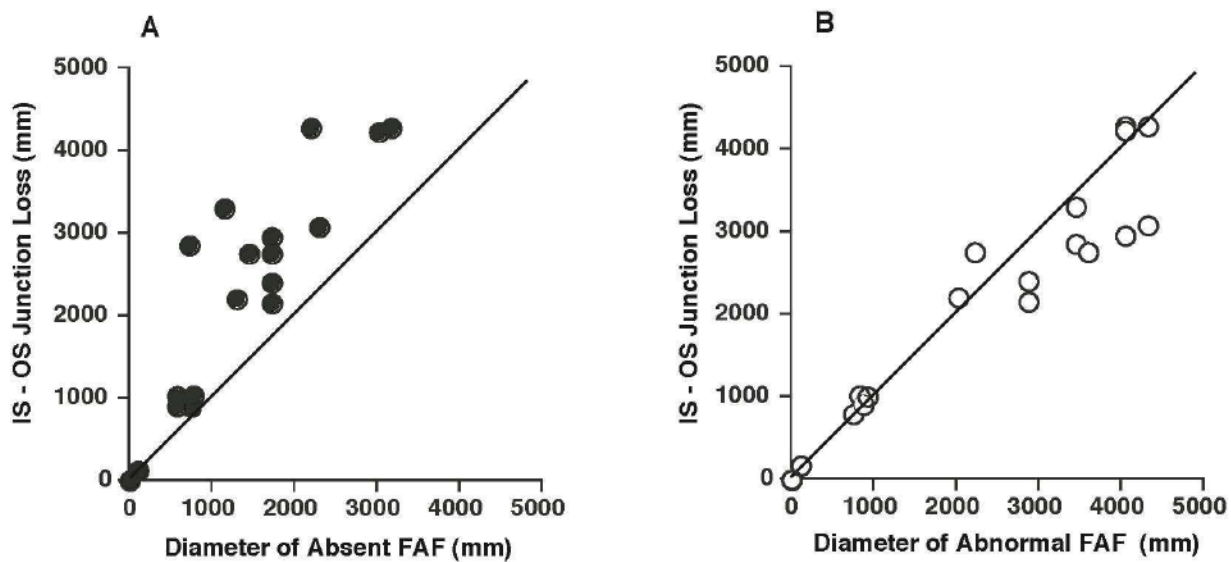 A
IS - OS Junction Loss (mm)
5000
4000
3000
2000
1000
0
0 1000 2000 3000 4000 5000
Diameter of Absent FAF (mm)
B
IS - OS Junction Loss (mm)
5000
4000
3000
2000
1000
0
0 1000 2000 3000 4000 5000
Diameter of Abnormal FAF (mm)